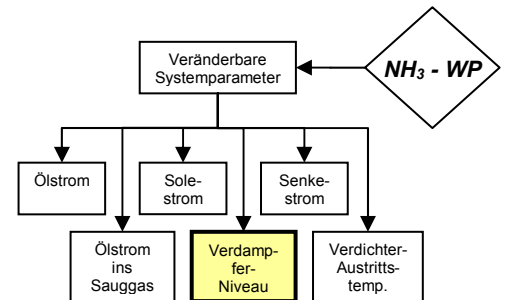 Veränderbare
Systemparameter
NH₃ - WP
Ölstrom
Sole-
strom
Senke-
strom
Ölstrom
ins
Sauggas
Verdamp-
fer-
Niveau
Verdichter-
Austritts-
temp.